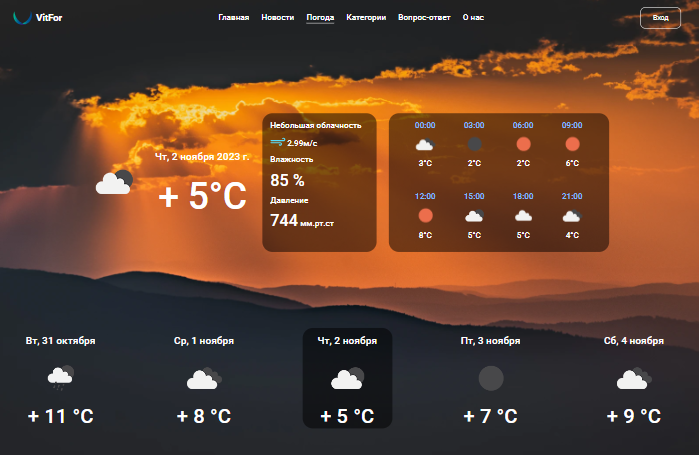 VitFor
Главная Новости Погода Категории Вопрос-ответ О нас
Вход
Чт, 2 ноября 2023 г.
+ 5°C
Небольшая облачность
2.99м/с
Влажность
85 %
Давление
744 мм.рт.ст
00:00 03:00 06:00 09:00
3°C 2°C 2°C 6°C
12:00 15:00 18:00 21:00
8°C 5°C 5°C 4°C
Вт, 31 октября Ср, 1 ноября Чт, 2 ноября Пт, 3 ноября Сб, 4 ноября
+ 11 °C + 8 °C + 5 °C + 7 °C + 9 °C